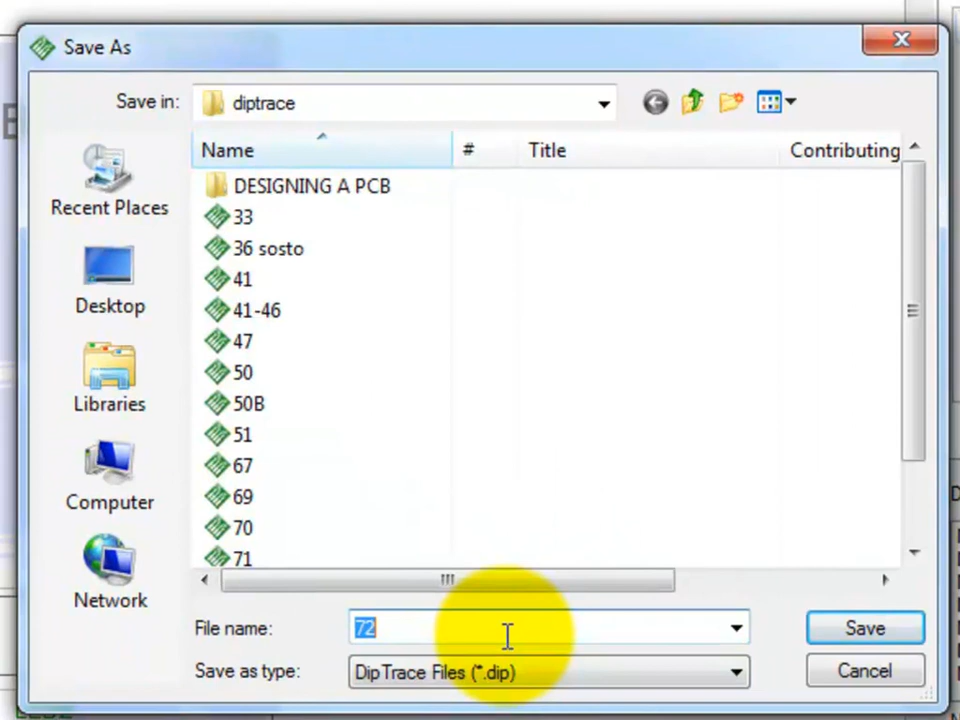 Save As
Save in: diptrace
Name # Title Contributing
Recent Places
Desktop
Libraries
Computer
Network
DESIGNING A PCB
33
36 sosto
41
41-46
47
50
50B
51
67
69
70
71
File name: 72 Save
Save as type: DipTrace Files (*.dip) Cancel